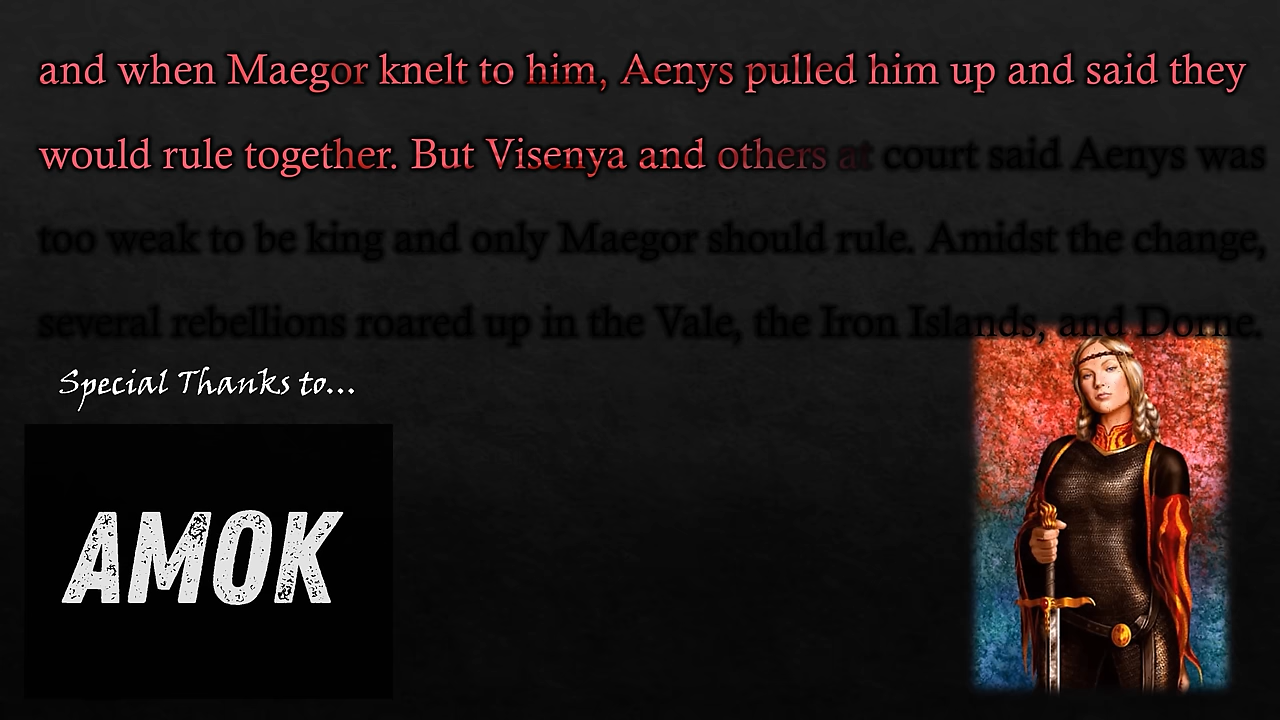 and when Maegor knelt to him, Aenys pulled him up and said they
would rule together. But Visenya and others at court said Aenys was
too weak to be king and only Maegor should rule. Amidst the change,
several rebellions roared up in the Vale, the Iron Islands, and Dorne.
Special Thanks to...
AMOK